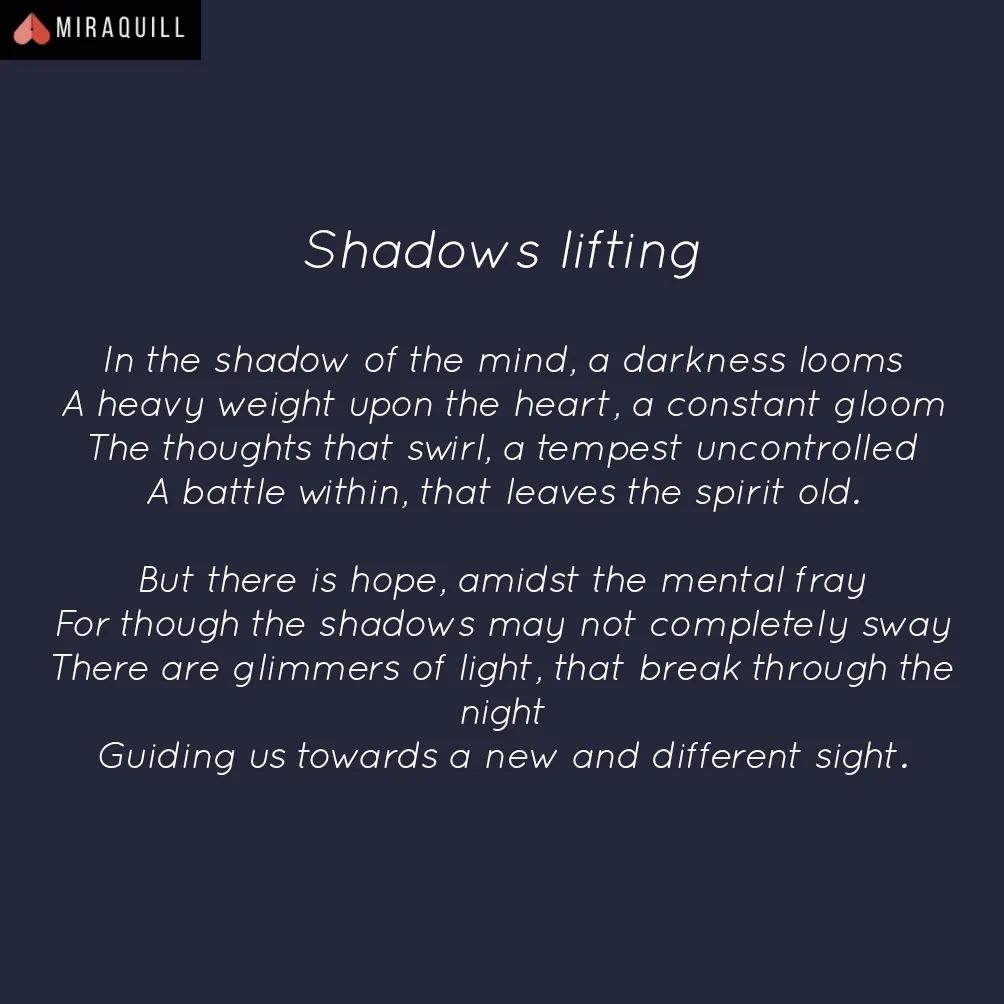 MIRAQUILL
Shadows lifting
In the shadow of the mind, a darkness looms
A heavy weight upon the heart, a constant gloom
The thoughts that swirl, a tempest uncontrolled
A battle within, that leaves the spirit old.
But there is hope, amidst the mental fray
For though the shadows may not completely sway
There are glimmers of light, that break through the
night
Guiding us towards a new and different sight.